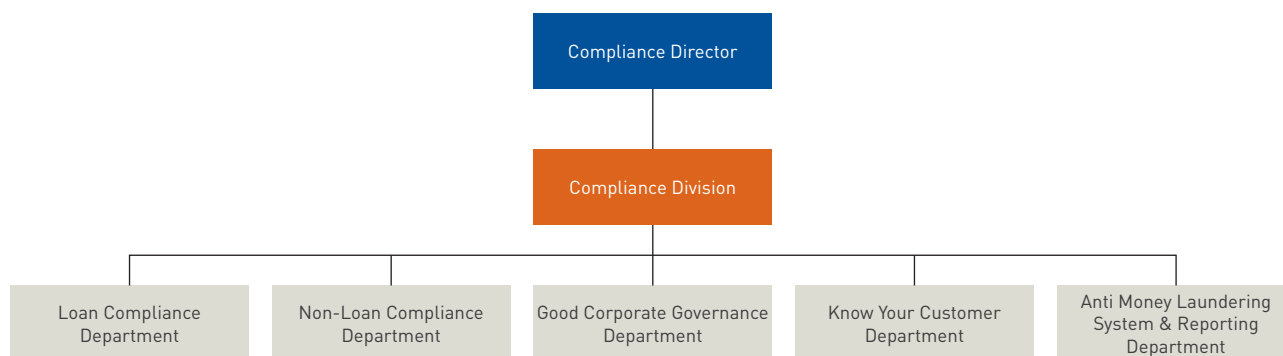 Compliance Director
Compliance Division
Loan Compliance
Department
Non-Loan Compliance
Department
Good Corporate Governance
Department
Know Your Customer
Department
Anti Money Laundering
System & Reporting
Department